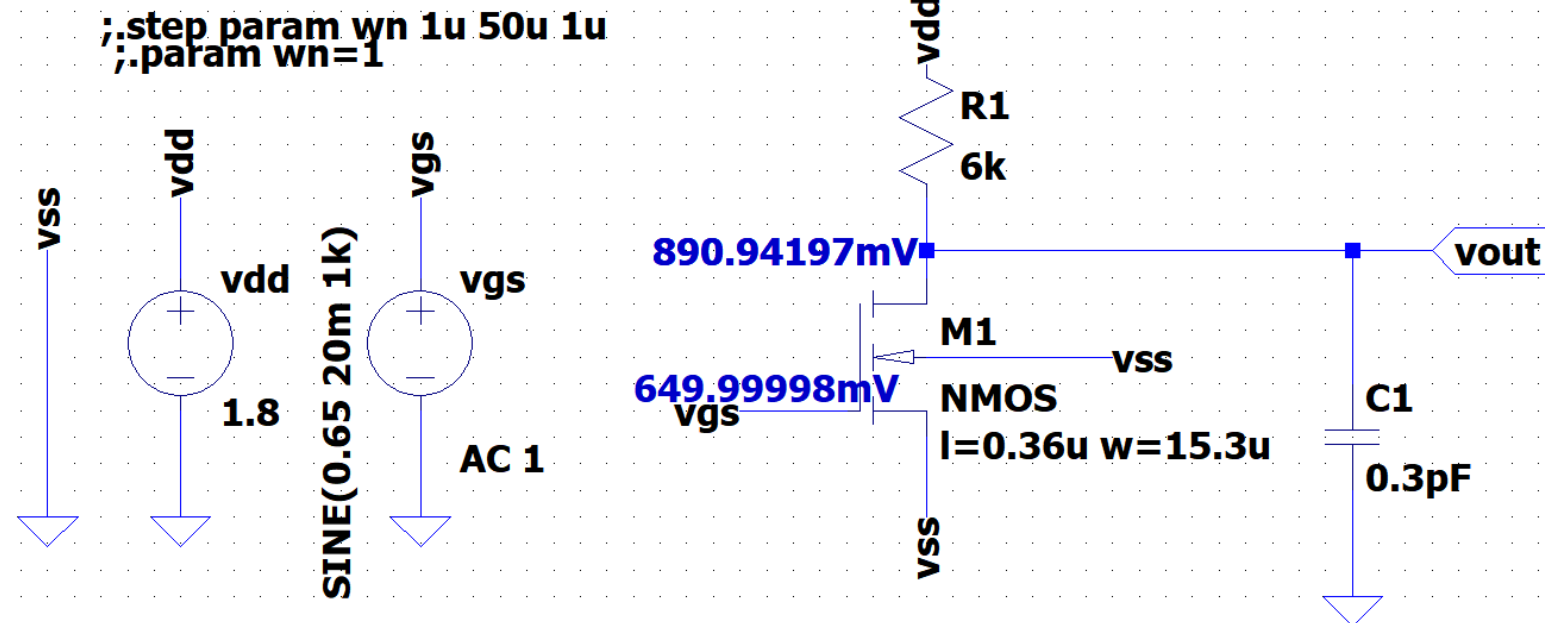 ;.step param wn 1u 50u 1u
;.param wn=1
vdd
R1
6k
vss
vdd
vgs
vdd
vgs
SINE(0.65 20m 1k)
1.8
AC 1
890.94197mV
vout
M1
vss
649.99998mV
vgs
NMOS
l=0.36u w=15.3u
vss
C1
0.3pF